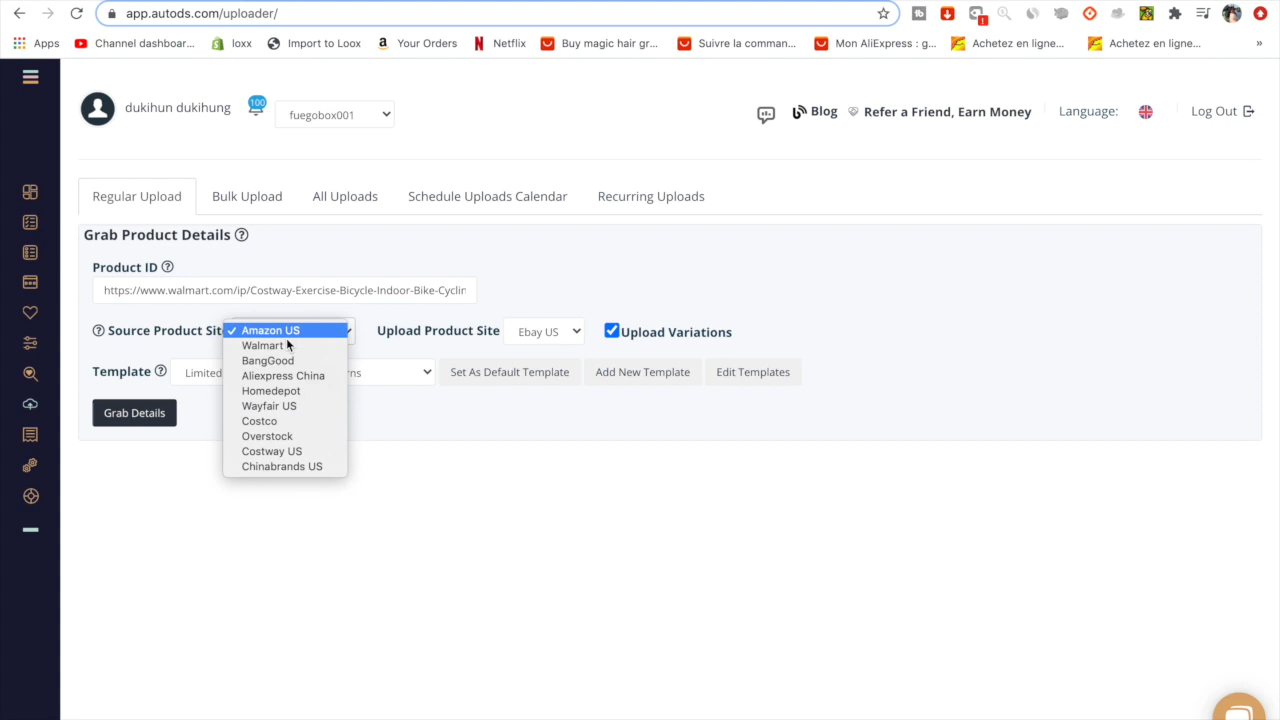 app.autods.com/uploader/
Apps
Channel dashboar...
loxx
Import to Loox
Your Orders
Netflix
Buy magic hair gr...
Suivre la comman...
Mon AliExpress : g...
Achetez en ligne...
Achetez en ligne...
»
dukihun dukihung
100
fuegobox001
Blog
Refer a Friend, Earn Money
Language:
Log Out
Regular Upload
Bulk Upload
All Uploads
Schedule Uploads Calendar
Recurring Uploads
Grab Product Details ?
Product ID ?
https://www.walmart.com/ip/Costway-Exercise-Bicycle-Indoor-Bike-Cyclin
? Source Product Sit
Amazon US
Walmart
BangGood
Aliexpress China
Homedepot
Wayfair US
Costco
Overstock
Costway US
Chinabrands US
Upload Product Site
Ebay US
Upload Variations
Template ?
Limited
rns
Set As Default Template
Add New Template
Edit Templates
Grab Details